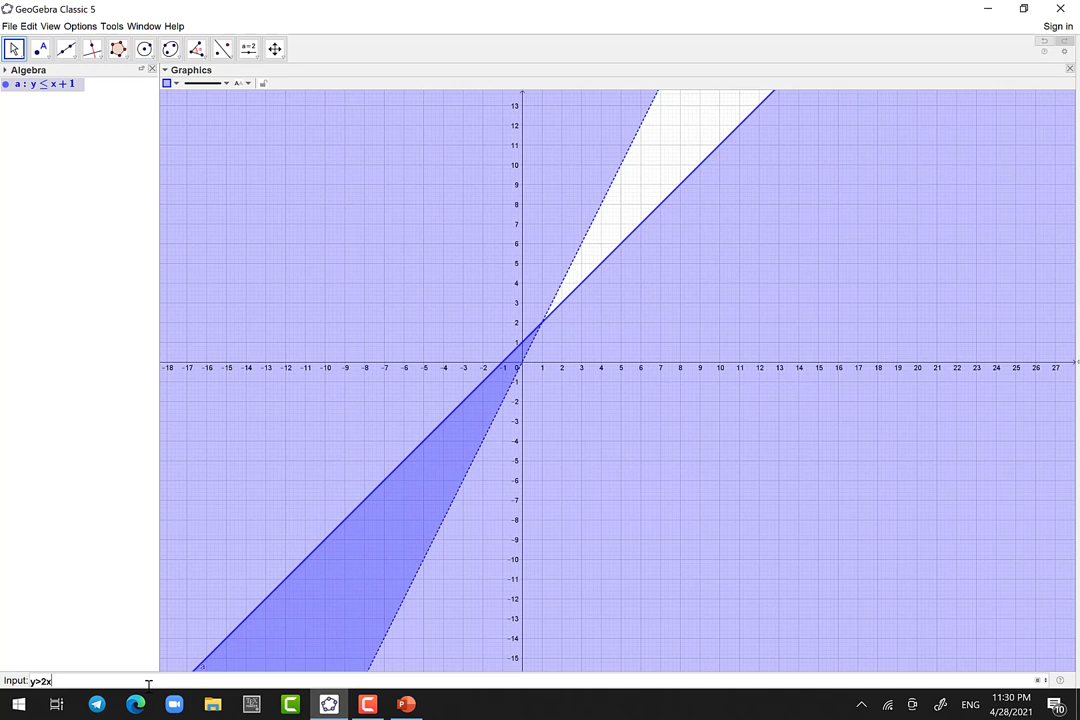 GeoGebra Classic 5
File Edit View Options Tools Window Help
Sign in
a=2
Algebra
Graphics
a : y ≤ x + 1
AA
13
12
11
10
9
8
7
6
5
4
3
2
1
-18 -17 -16 -15 -14 -13 -12 -11 -10 -9 -8 -7 -6 -5 -4 -3 -2 -1 0 1 2 3 4 5 6 7 8 9 10 11 12 13 14 15 16 17 18 19 20 21 22 23 24 25 26 27
-1
-2
-3
-4
-5
-6
-7
-8
-9
-10
-11
-12
-13
-14
-15
a
Input: y>2x
ENG
11:30 PM
4/28/2021
10